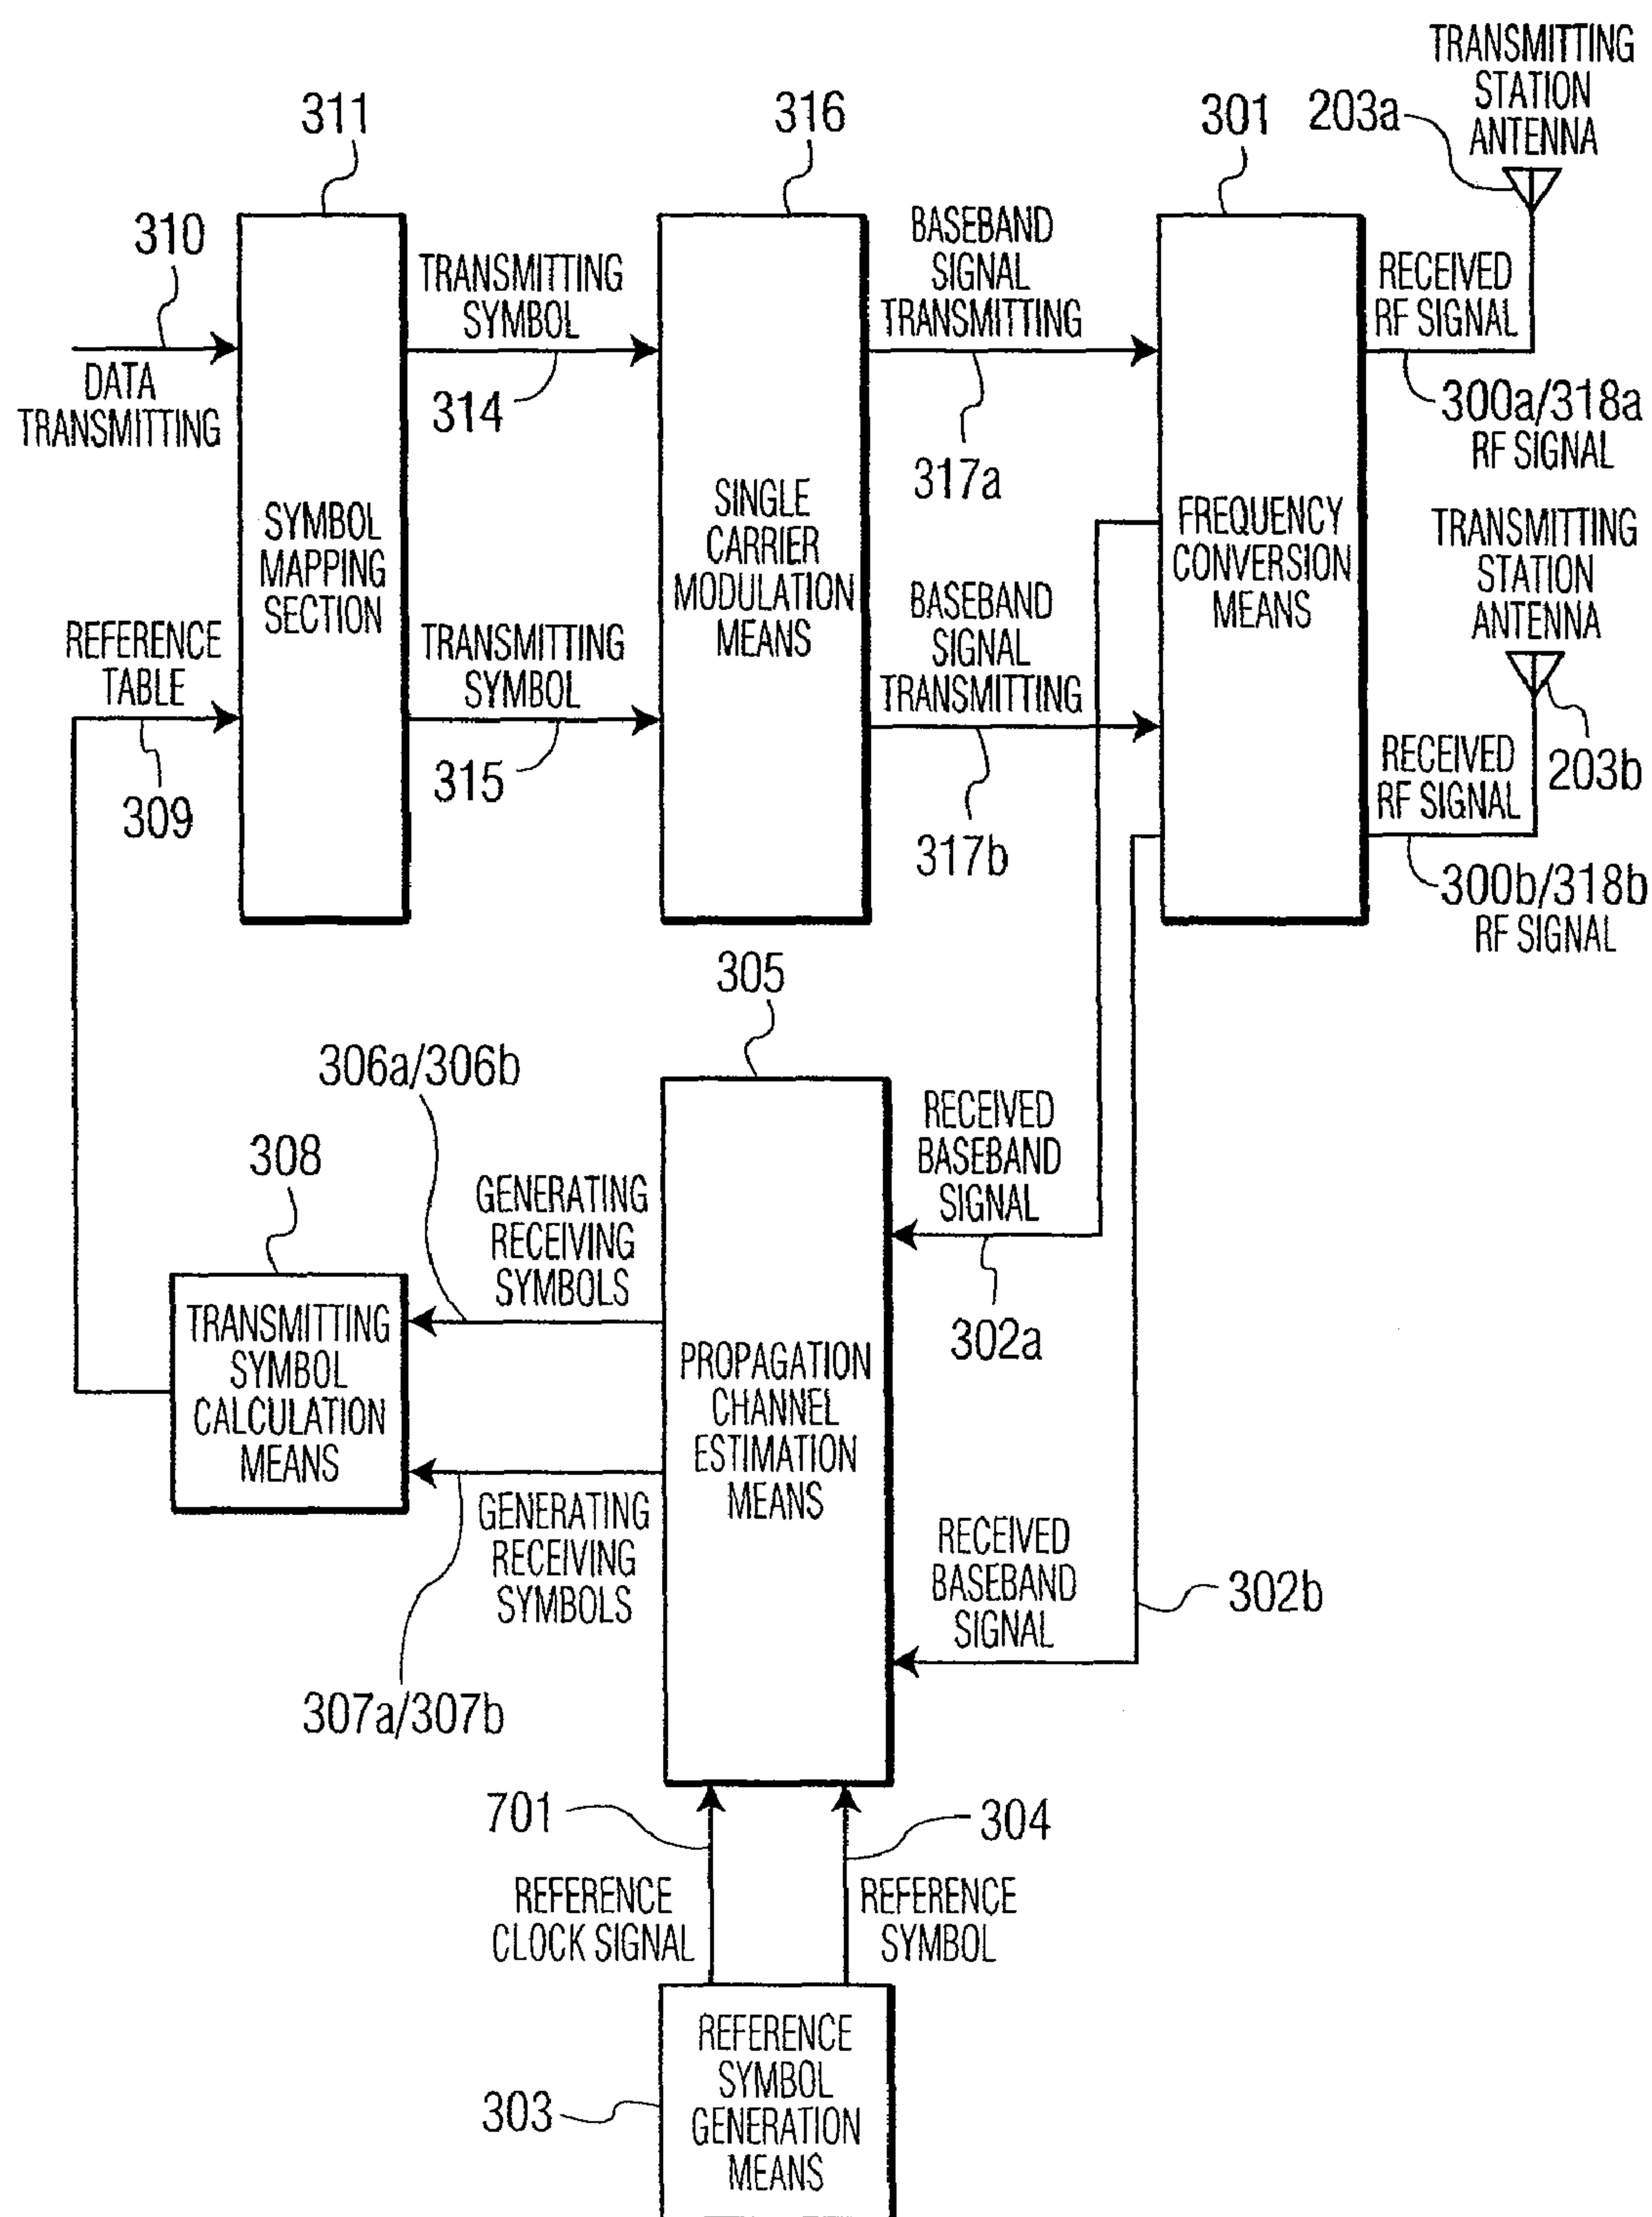 TRANSMITTING
STATION
ANTENNA
311
316
301
203a
310
DATA
TRANSMITTING
TRANSMITTING
SYMBOL
314
BASEBAND
SIGNAL
TRANSMITTING
317a
RECEIVED
RF SIGNAL
300a/318a
RF SIGNAL
SYMBOL
MAPPING
SECTION
SINGLE
CARRIER
MODULATION
MEANS
FREQUENCY
CONVERSION
MEANS
TRANSMITTING
STATION
ANTENNA
REFERENCE
TABLE
309
TRANSMITTING
SYMBOL
315
BASEBAND
SIGNAL
TRANSMITTING
317b
RECEIVED
RF SIGNAL
203b
300b/318b
RF SIGNAL
305
306a/306b
308
GENERATING
RECEIVING
SYMBOLS
RECEIVED
BASEBAND
SIGNAL
302a
TRANSMITTING
SYMBOL
CALCULATION
MEANS
PROPAGATION
CHANNEL
ESTIMATION
MEANS
GENERATING
RECEIVING
SYMBOLS
307a/307b
RECEIVED
BASEBAND
SIGNAL
302b
701
304
REFERENCE
CLOCK SIGNAL
REFERENCE
SYMBOL
303
REFERENCE
SYMBOL
GENERATION
MEANS